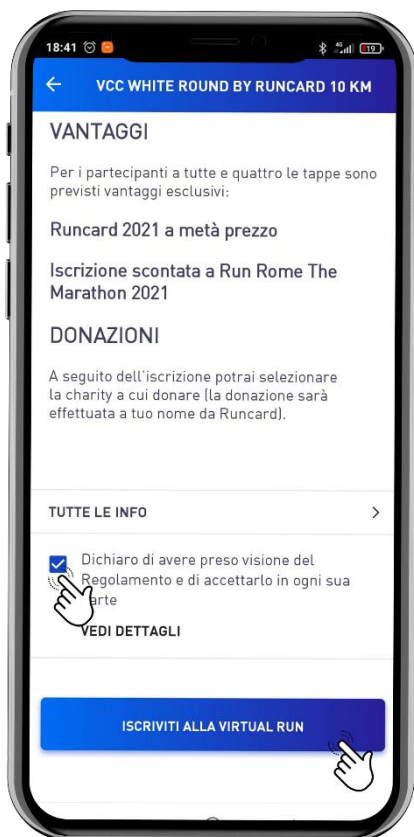 18:41
4G
19
VCC WHITE ROUND BY RUNCARD 10 KM
VANTAGGI
Per i partecipanti a tutte e quattro le tappe sono
previsti vantaggi esclusivi:
Runcard 2021 a metà prezzo
Iscrizione scontata a Run Rome The
Marathon 2021
DONAZIONI
A seguito dell'iscrizione potrai selezionare
la charity a cui donare (la donazione sarà
effettuata a tuo nome da Runcard).
TUTTE LE INFO
Dichiaro di avere preso visione del
Regolamento e di accettarlo in ogni sua
arte
VEDI DETTAGLI
ISCRIVITI ALLA VIRTUAL RUN